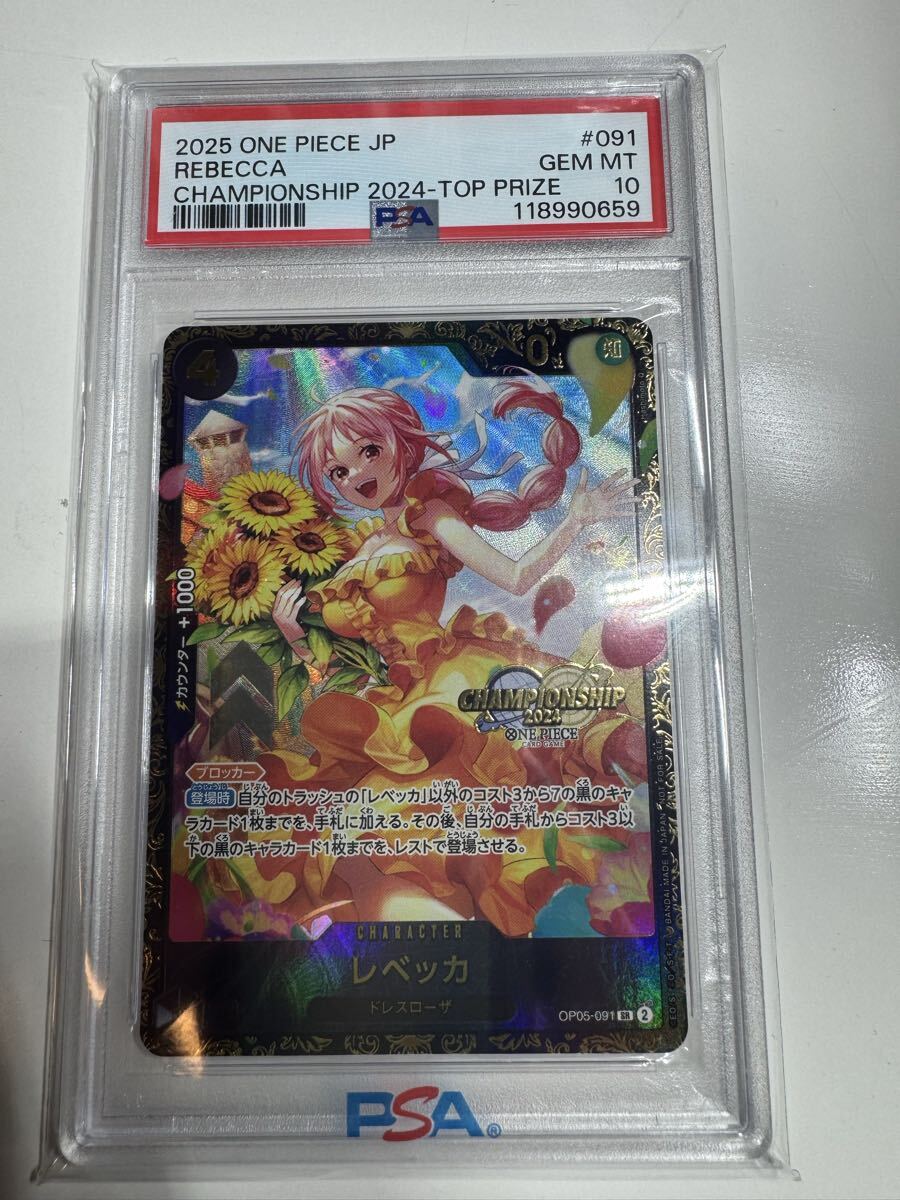 2025 ONE PIECE JP #091
REBECCA GEM MT
CHAMPIONSHIP 2024-TOP PRIZE 10
PSA 118990659
4
0
知
カウンター +1000
CHAMPIONSHIP
2024
ONE PIECE
CARD GAME
ブロッカー
登場時 自分のトラッシュの「レベッカ」以外のコスト3から7の黒のキャ
ラカード1枚までを、手札に加える。その後、自分の手札からコスト3以
下の黒のキャラカード1枚までを、レストで登場させる。
CHARACTER
レベッカ
ドレスローザ
OP05-091 SR 2
BANDAI MADE IN JAPAN NOT FOR SALE
PSA